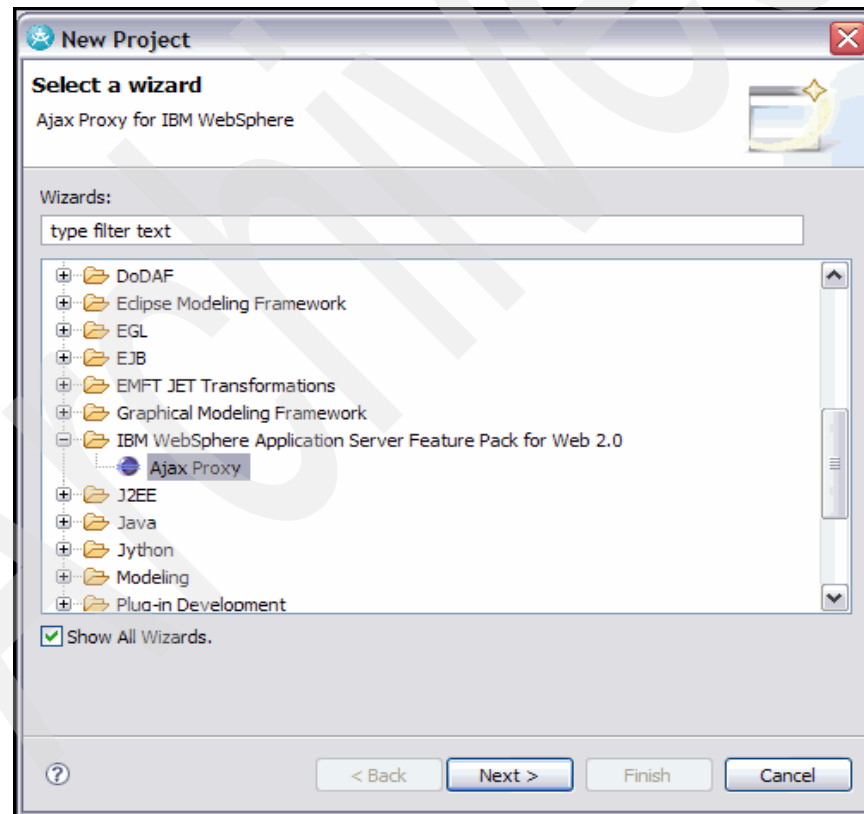 New Project
Select a wizard
Ajax Proxy for IBM WebSphere
Wizards:
type filter text
DoDAF
Eclipse Modeling Framework
EGL
EJB
EMFT JET Transformations
Graphical Modeling Framework
IBM WebSphere Application Server Feature Pack for Web 2.0
Ajax Proxy
J2EE
Java
Jython
Modeling
Plug-in Development
Show All Wizards.
?
< Back Next > Finish Cancel